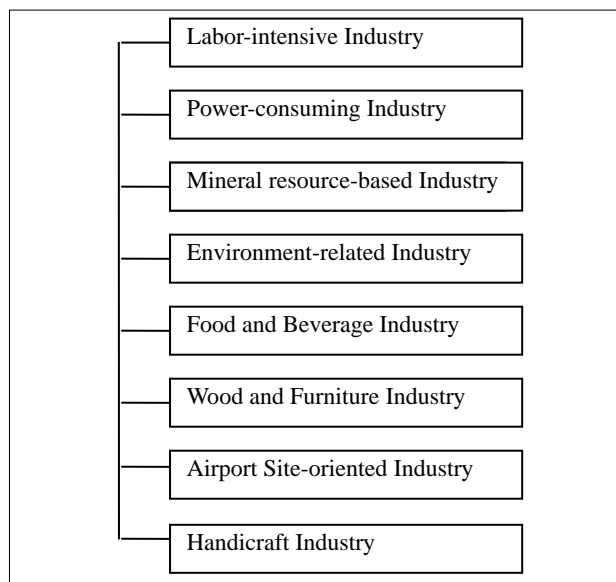 Labor-intensive Industry
Power-consuming Industry
Mineral resource-based Industry
Environment-related Industry
Food and Beverage Industry
Wood and Furniture Industry
Airport Site-oriented Industry
Handicraft Industry